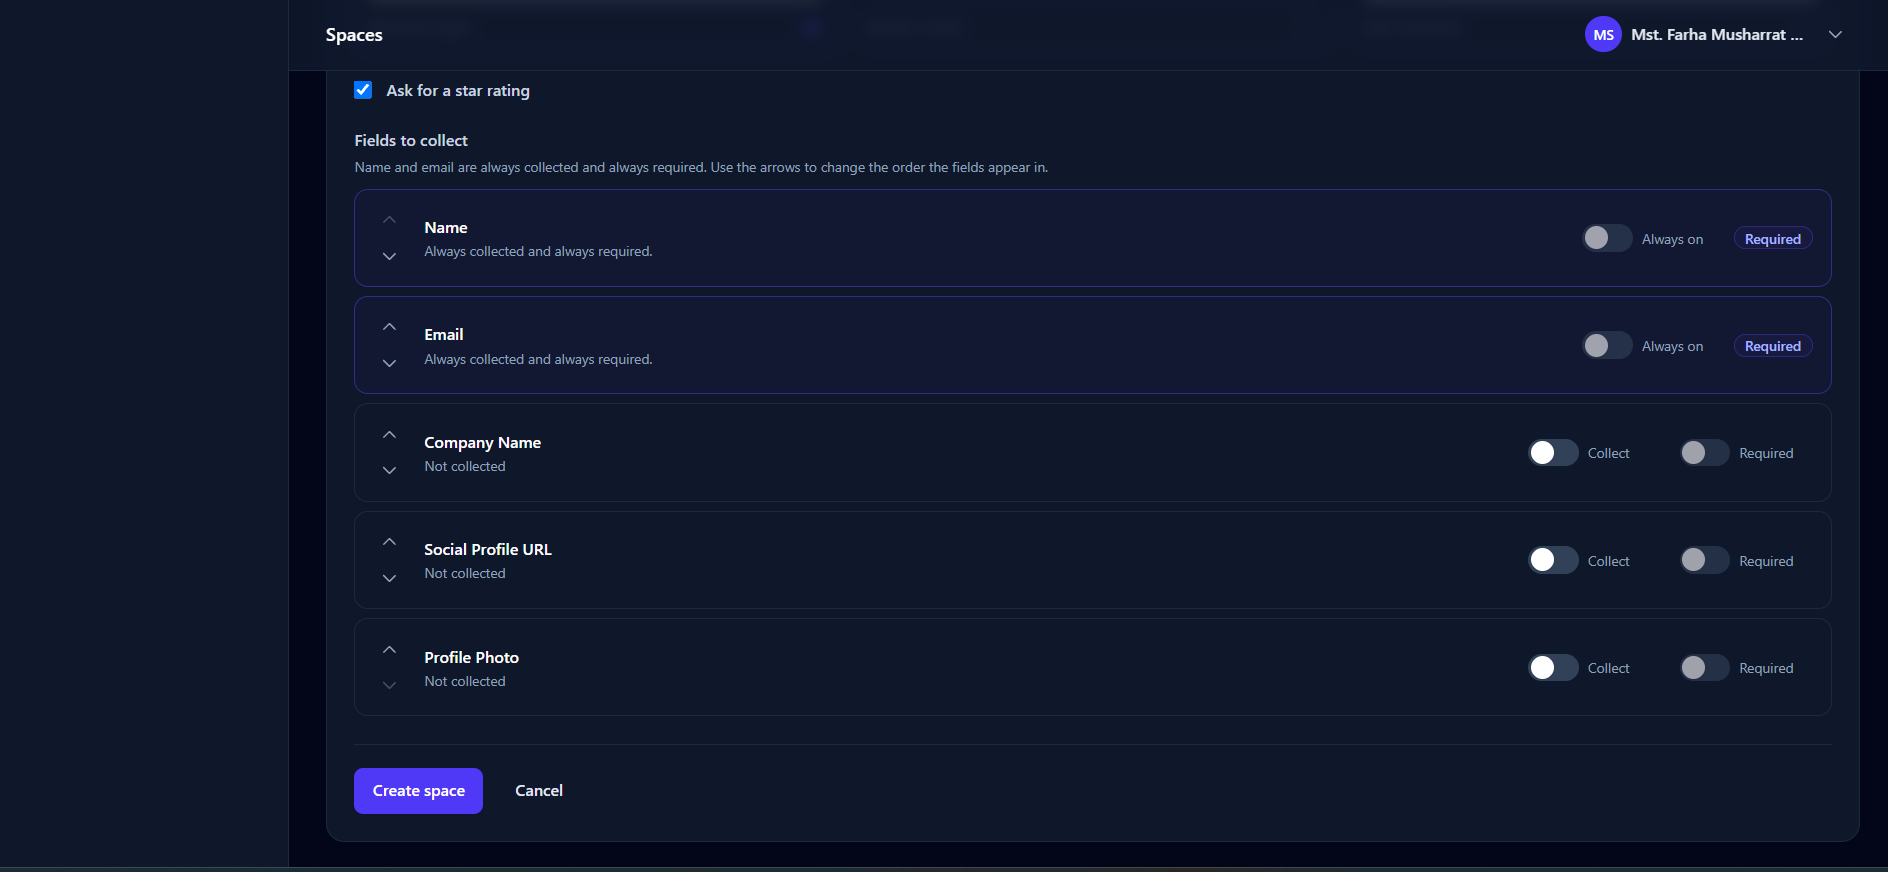 Spaces
MS Mst. Farha Musharrat ...
Ask for a star rating
Fields to collect
Name and email are always collected and always required. Use the arrows to change the order the fields appear in.
Name
Always collected and always required.
Always on Required
Email
Always collected and always required.
Always on Required
Company Name
Not collected
Collect Required
Social Profile URL
Not collected
Collect Required
Profile Photo
Not collected
Collect Required
Create space Cancel